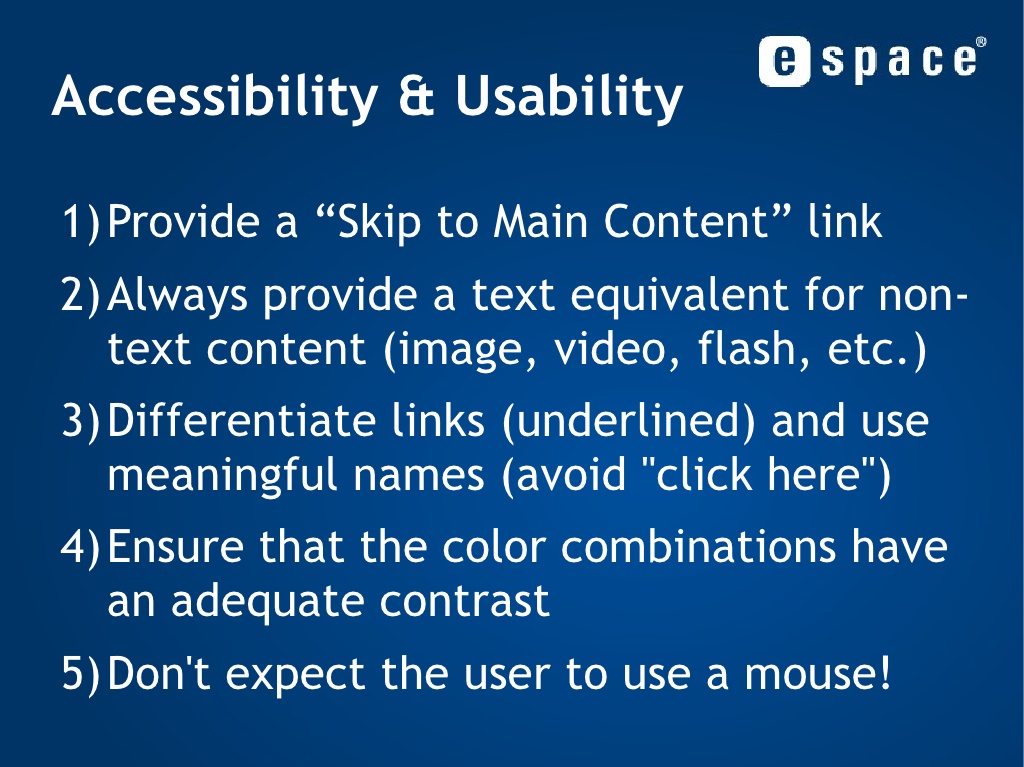 e space®
Accessibility & Usability
1) Provide a “Skip to Main Content” link
2) Always provide a text equivalent for non-
text content (image, video, flash, etc.)
3) Differentiate links (underlined) and use
meaningful names (avoid "click here")
4) Ensure that the color combinations have
an adequate contrast
5) Don't expect the user to use a mouse!